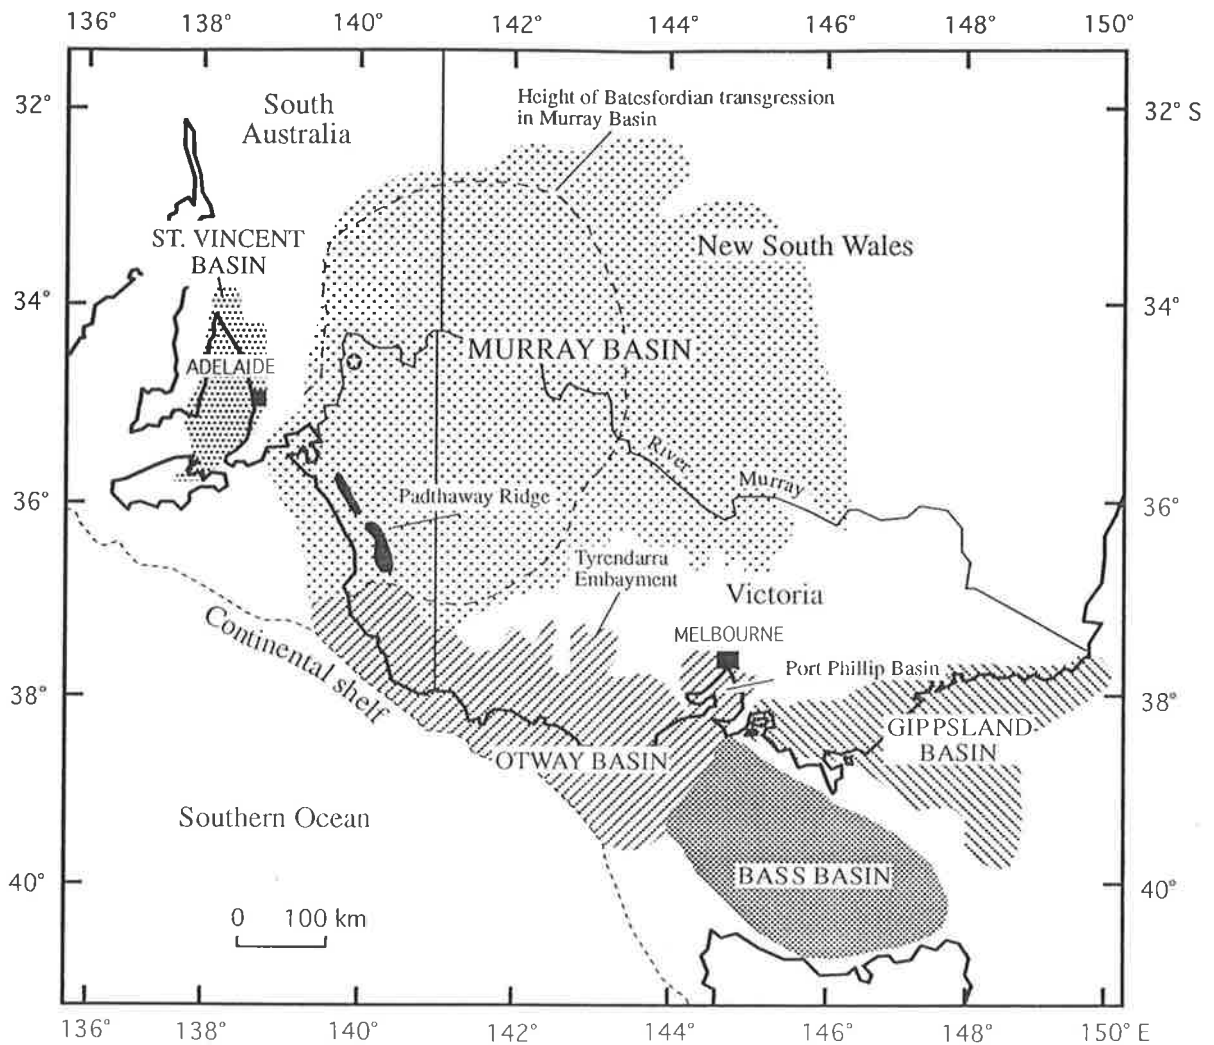 136° 138° 140° 142° 144° 146° 148° 150°
32°
32° S
South
Australia
Height of Batesfordian transgression
in Murray Basin
ST. VINCENT
BASIN
New South Wales
34°
34°
MURRAY BASIN
ADELAIDE
River
Murray
36°
36°
Padthaway Ridge
Tyrendarra
Embayment
Victoria
MELBOURNE
Continental shelf
Port Phillip Basin
38°
38°
GIPPSLAND
BASIN
OTWAY BASIN
Southern Ocean
BASS BASIN
40°
40°
0 100 km
136° 138° 140° 142° 144° 146° 148° 150° E